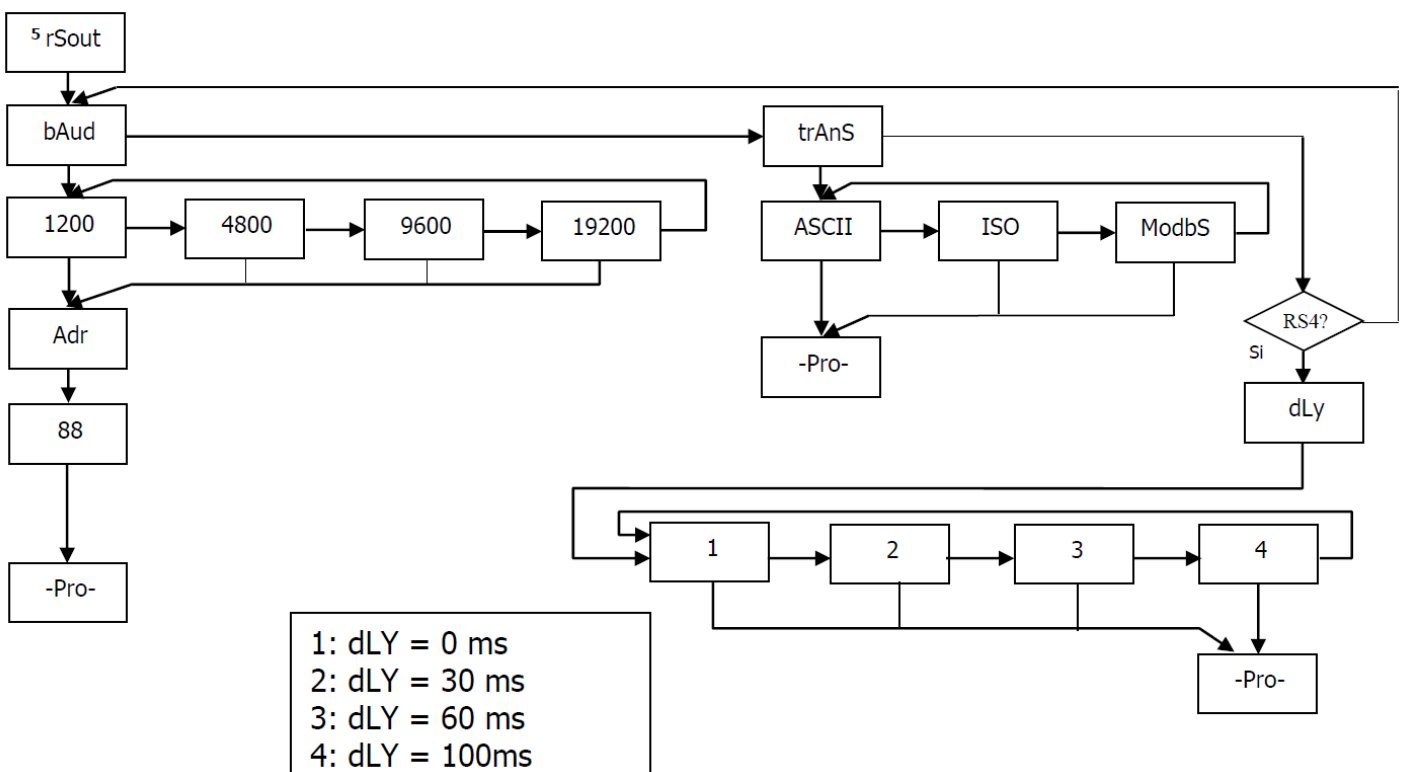 5 rSout
bAud
trAnS
1200
4800
9600
19200
ASCII
ISO
ModbS
Adr
RS4?
Si
-Pro-
dLy
88
1
2
3
4
-Pro-
-Pro-
1: dLY = 0 ms
2: dLY = 30 ms
3: dLY = 60 ms
4: dLY = 100ms